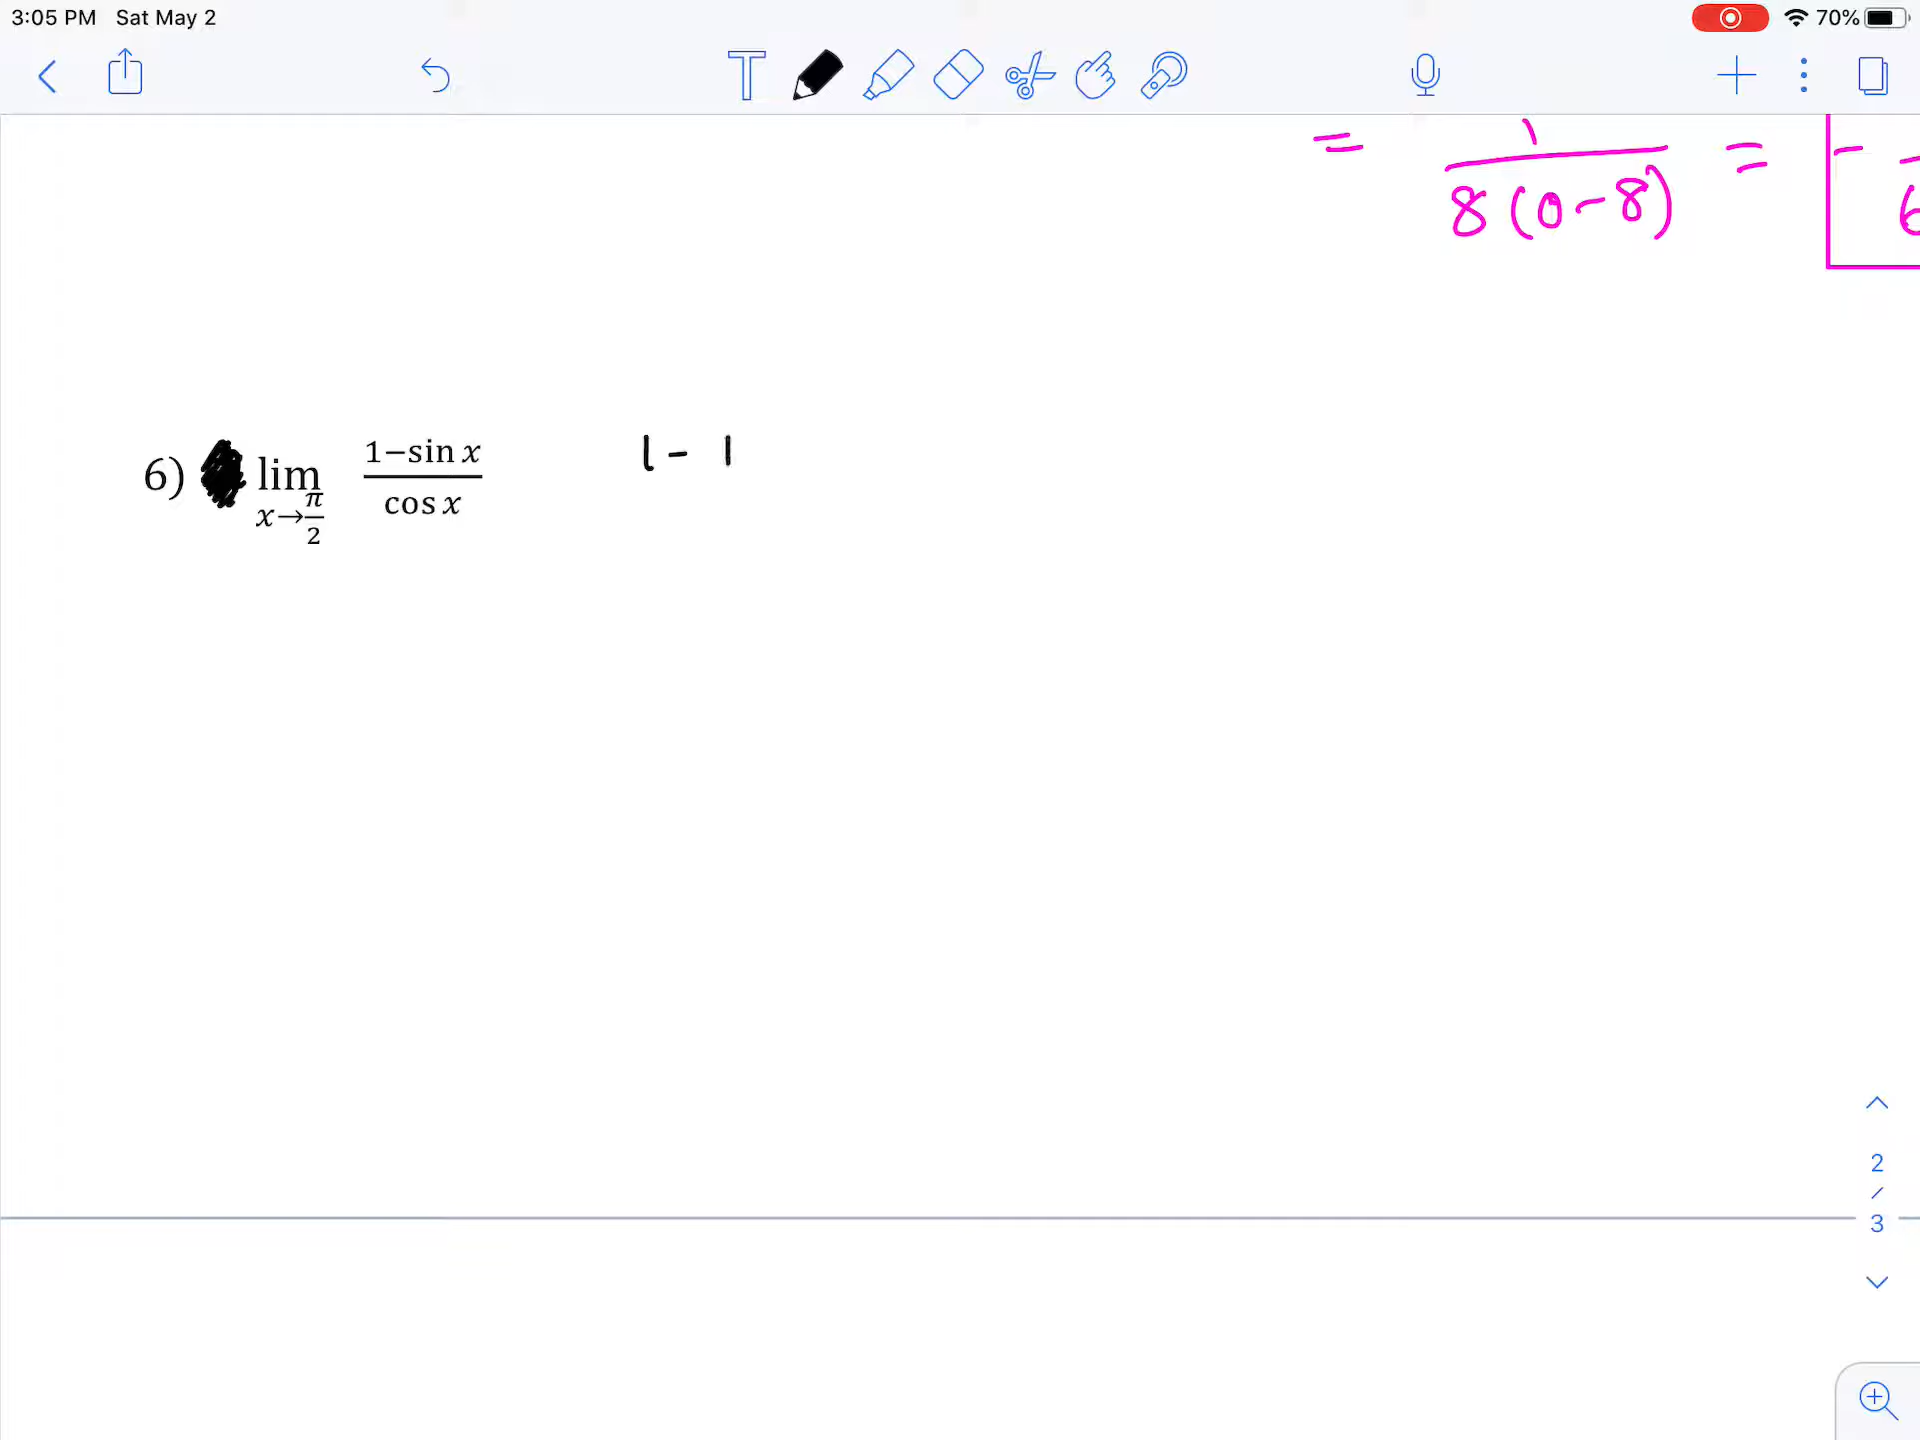 3:05 PM Sat May 2
70%
= 1/8(0-8) = -
6) lim x→π/2 1−sin x/cos x 1 - 1
2
/
3